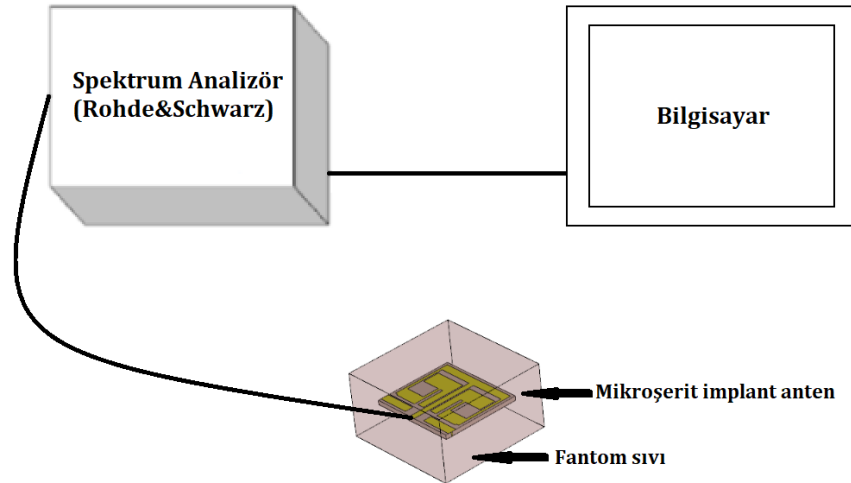 Spektrum Analizör
(Rohde&Schwarz)
Bilgisayar
Mikroşerit implant anten
Fantom sıvı